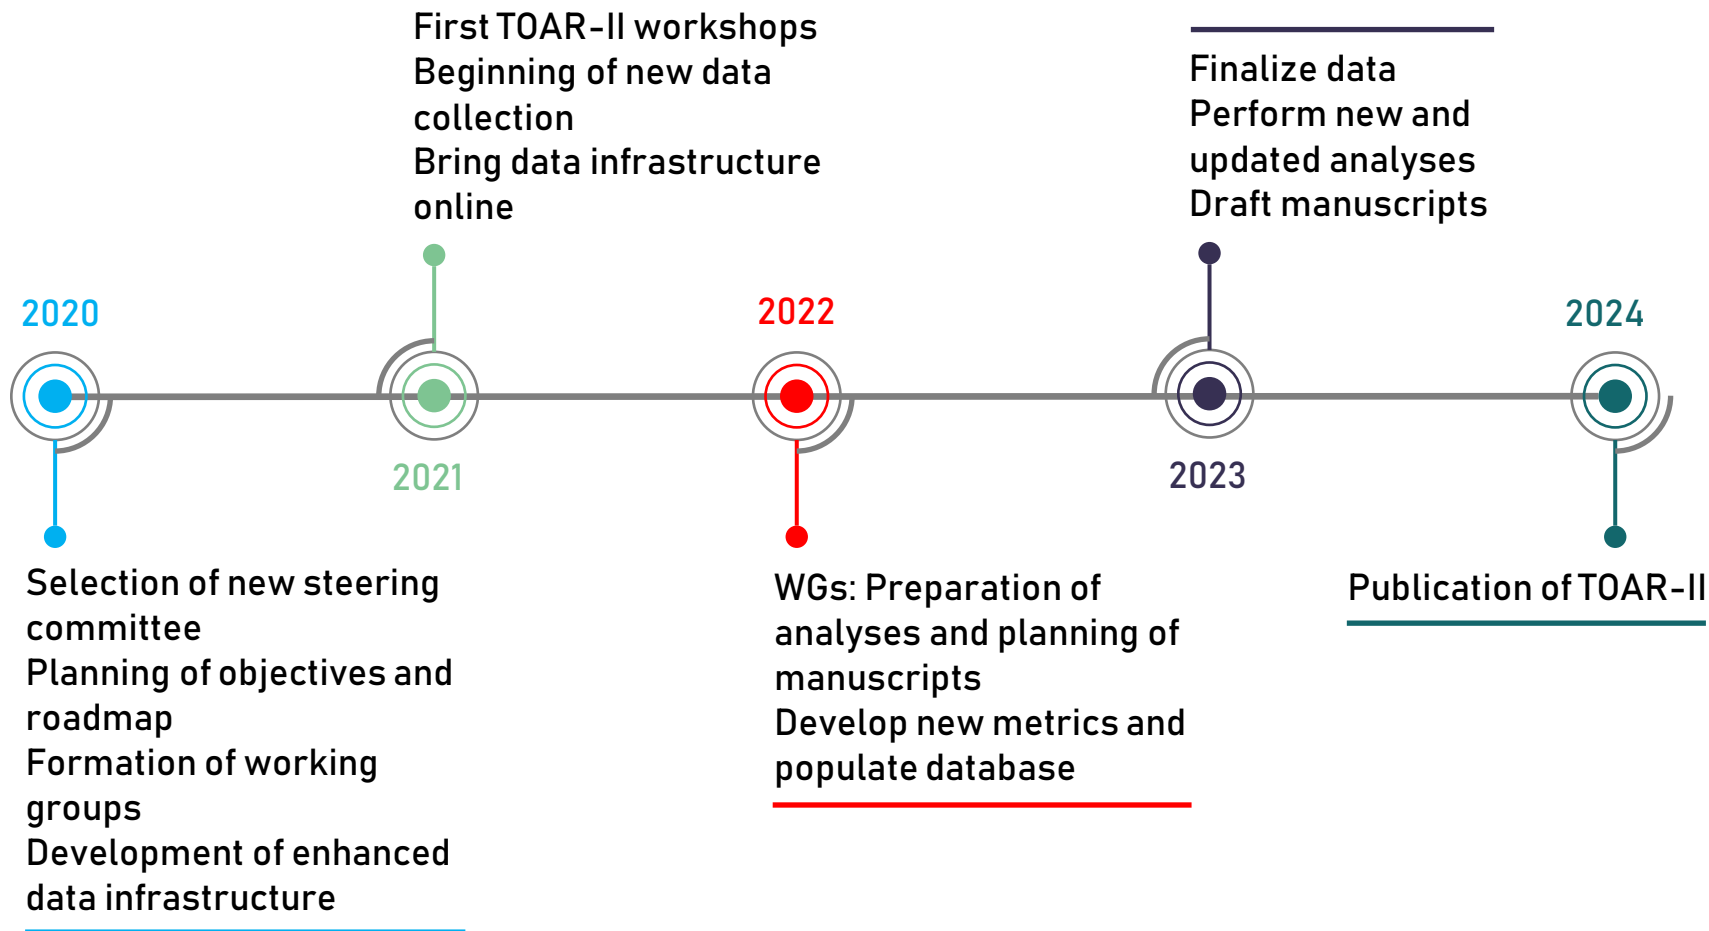 First TOAR-II workshops
Beginning of new data
collection
Bring data infrastructure
online
Finalize data
Perform new and
updated analyses
Draft manuscripts
2020
2022
2024
2021
2023
Selection of new steering
committee
Planning of objectives and
roadmap
Formation of working
groups
Development of enhanced
data infrastructure
WGs: Preparation of
analyses and planning of
manuscripts
Develop new metrics and
populate database
Publication of TOAR-II